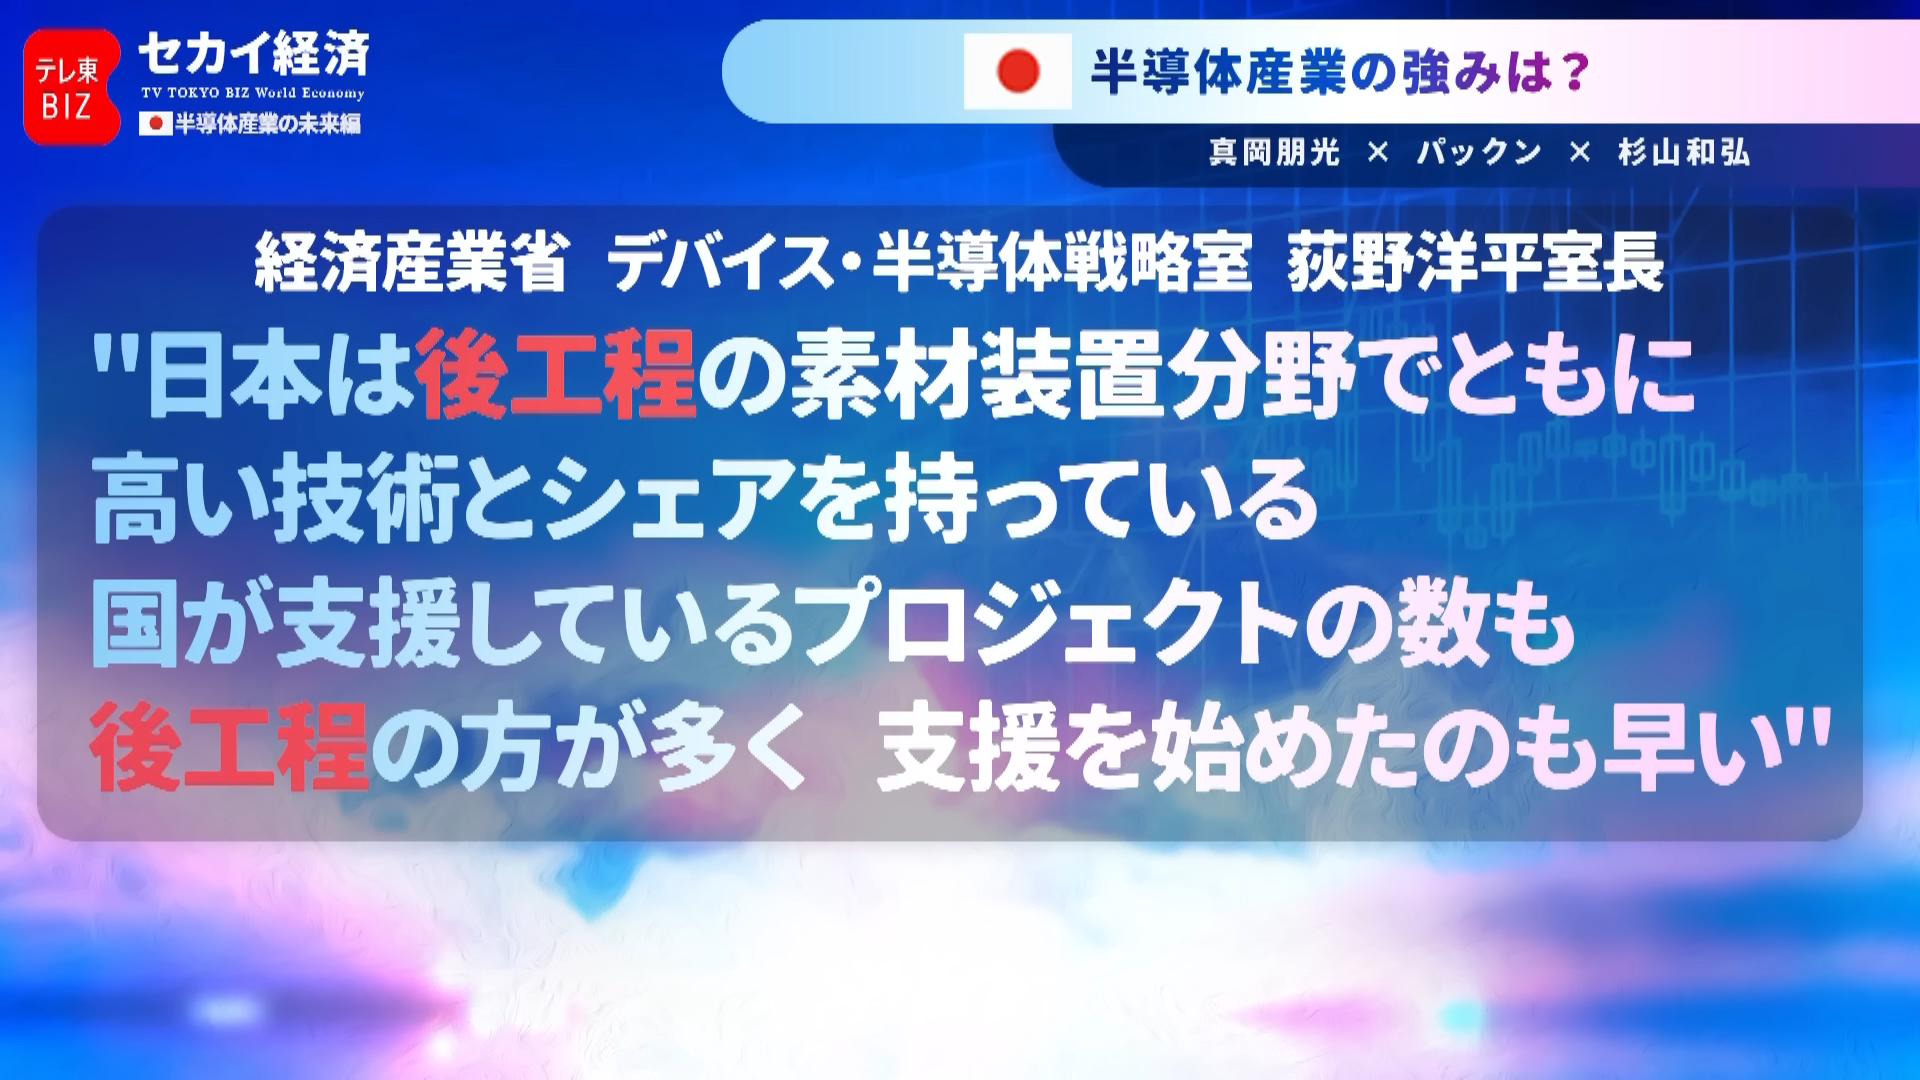 テレ東
BIZ
セカイ経済
TV TOKYO BIZ World Economy
半導体産業の未来編
半導体産業の強みは？
真岡朋光 × パックン × 杉山和弘
経済産業省 デバイス・半導体戦略室 荻野洋平室長
"日本は後工程の素材装置分野でともに
高い技術とシェアを持っている
国が支援しているプロジェクトの数も
後工程の方が多く 支援を始めたのも早い"